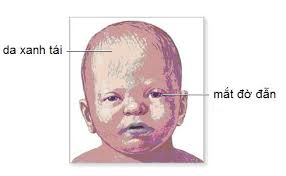 da xanh tái
mắt đờ đẫn